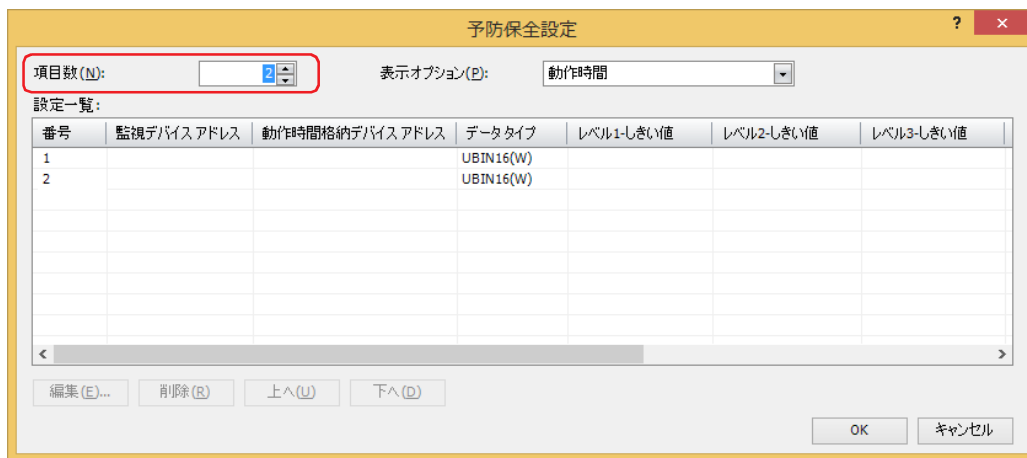 予防保全設定 ? ×
項目数(N): 2 表示オプション(P): 動作時間
設定一覧:
番号 監視デバイス アドレス 動作時間格納デバイス アドレス データタイプ レベル1-しきい値 レベル2-しきい値 レベル3-しきい値
1 UBIN16(W)
2 UBIN16(W)
編集(E)... 削除(R) 上へ(U) 下へ(D)
OK キャンセル